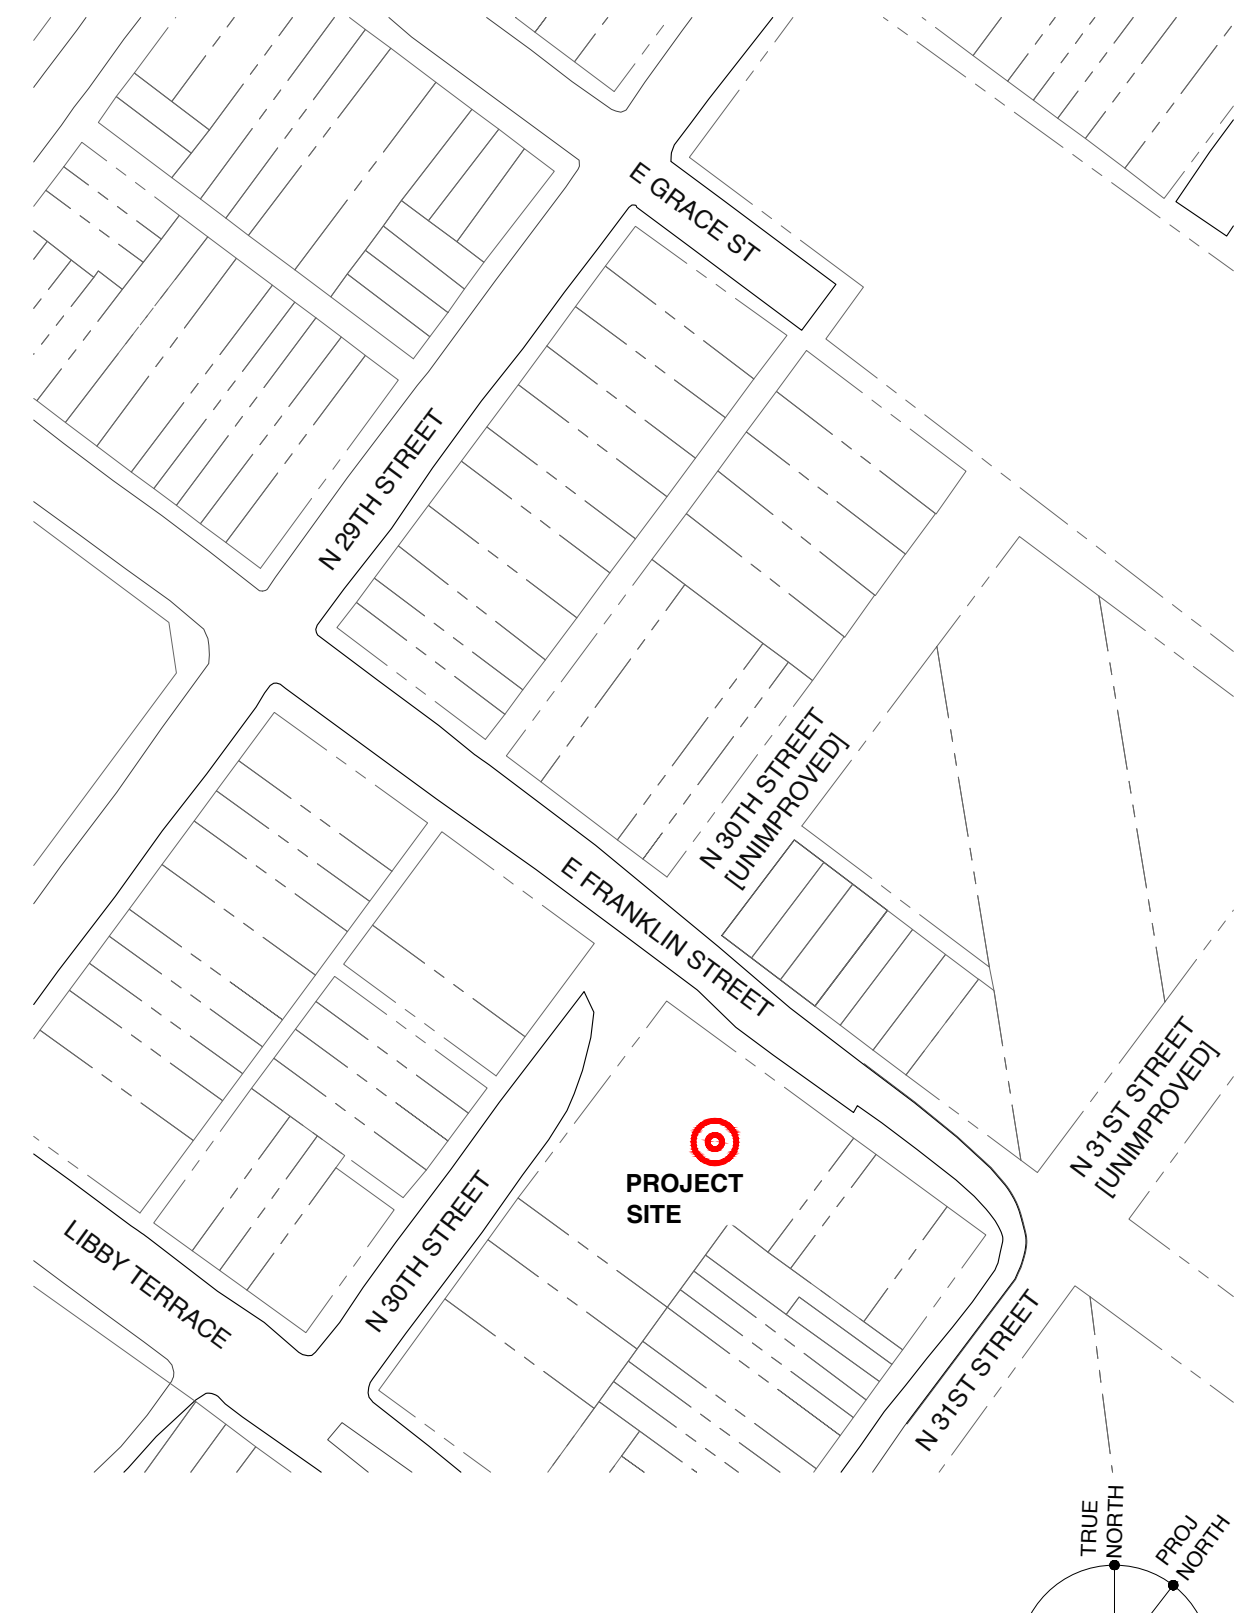 E GRACE ST
N 29TH STREET
N 30TH STREET
[UNIMPROVED]
E FRANKLIN STREET
N 31ST STREET
[UNIMPROVED]
PROJECT
SITE
N 30TH STREET
LIBBY TERRACE
N 31ST STREET
TRUE
NORTH
PROJ
NORTH